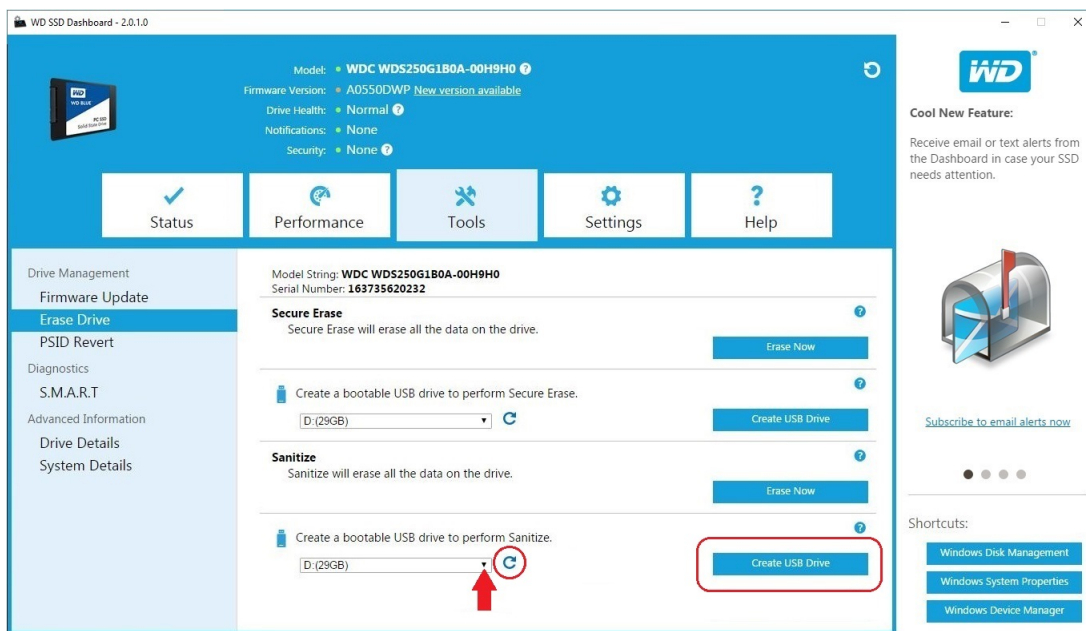 WD SSD Dashboard - 2.0.1.0
Model: WDC WDS250G1B0A-00H9H0 ?
Firmware Version: A0550DWP New version available
Drive Health: Normal ?
Notifications: None
Security: None ?
WD
WD BLUE
Status
Performance
Tools
Settings
? Help
Drive Management
Firmware Update
Erase Drive
PSID Revert
Diagnostics
S.M.A.R.T
Advanced Information
Drive Details
System Details
Model String: WDC WDS250G1B0A-00H9H0
Serial Number: 163735620232
Secure Erase ?
Secure Erase will erase all the data on the drive.
Erase Now
Create a bootable USB drive to perform Secure Erase. ?
D:(29GB) Create USB Drive
Sanitize ?
Sanitize will erase all the data on the drive.
Erase Now
Create a bootable USB drive to perform Sanitize. ?
D:(29GB) Create USB Drive
WD®
Cool New Feature:
Receive email or text alerts from
the Dashboard in case your SSD
needs attention.
Subscribe to email alerts now
Shortcuts:
Windows Disk Management
Windows System Properties
Windows Device Manager